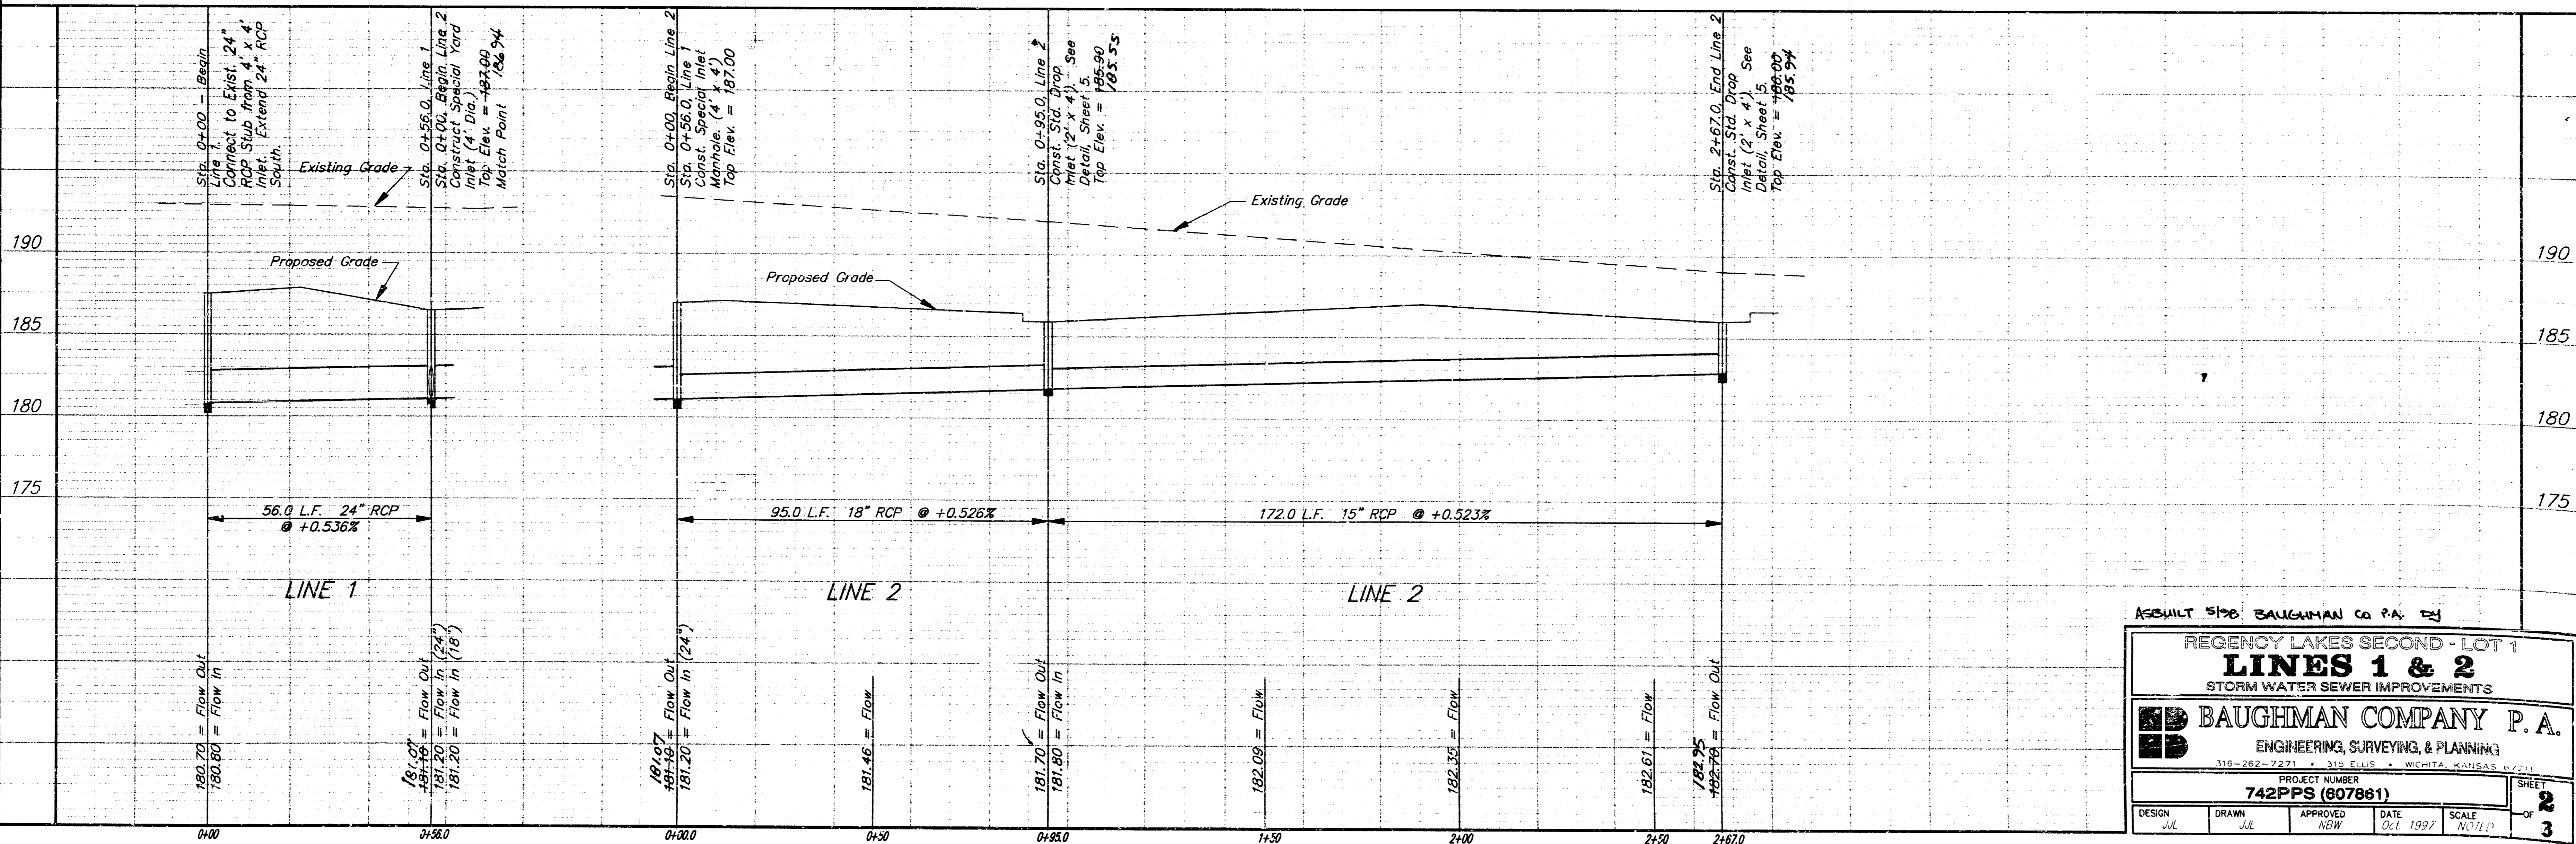 Sta. 0+00 - Begin
Line 1.
Connect to Exist. 24"
RCP Stub from 4' x 4'
Inlet. Extend 24" RCP
South.
Existing Grade
Sta. 0+56.0, Line 1
Sta. 0+00, Begin Line 2
Construct Special Yard
Inlet (4' Dia.)
Top Elev. = 187.00
186.94
Match Point
Sta. 0+00, Begin Line 2
Sta. 0+56.0, Line 1
Const. Special Inlet
Manhole. (4' x 4')
Top Elev. = 187.00
Sta. 0+95.0, Line 2
Const. Std. Drop
Inlet (2' x 4'). See
Detail, Sheet 5.
Top Elev. = 185.90
185.55
Sta. 2+67.0, End Line 2
Const. Std. Drop
Inlet (2' x 4'). See
Detail, Sheet 5.
Top Elev. = 186.00
185.94
Existing Grade
190
190
Proposed Grade
Proposed Grade
185
185
180
180
175
175
56.0 L.F. 24" RCP
@ +0.536%
95.0 L.F. 18" RCP @ +0.526%
172.0 L.F. 15" RCP @ +0.523%
LINE 1
LINE 2
LINE 2
180.70 = Flow Out
180.80 = Flow In
181.07
181.10 = Flow Out
181.20 = Flow In (24")
181.20 = Flow In (18")
181.07
181.10 = Flow Out
181.20 = Flow In (24")
181.46 = Flow
181.70 = Flow Out
181.80 = Flow In
182.09 = Flow
182.35 = Flow
182.61 = Flow
182.95
182.70 = Flow Out
0+00
0+56.0
0+00.0
0+50
0+95.0
1+50
2+00
2+50
2+67.0
ASBUILT 5/98 BAUGHMAN CO P.A. DY
REGENCY LAKES SECOND - LOT 1
LINES 1 & 2
STORM WATER SEWER IMPROVEMENTS
BAUGHMAN COMPANY P.A.
ENGINEERING, SURVEYING, & PLANNING
316-262-7271 • 315 ELLIS • WICHITA, KANSAS 67211
PROJECT NUMBER
742PPS (607861)
SHEET
2
OF
3
DESIGN
JJL
DRAWN
JJL
APPROVED
NBW
DATE
Oct. 1997
SCALE
NOTED